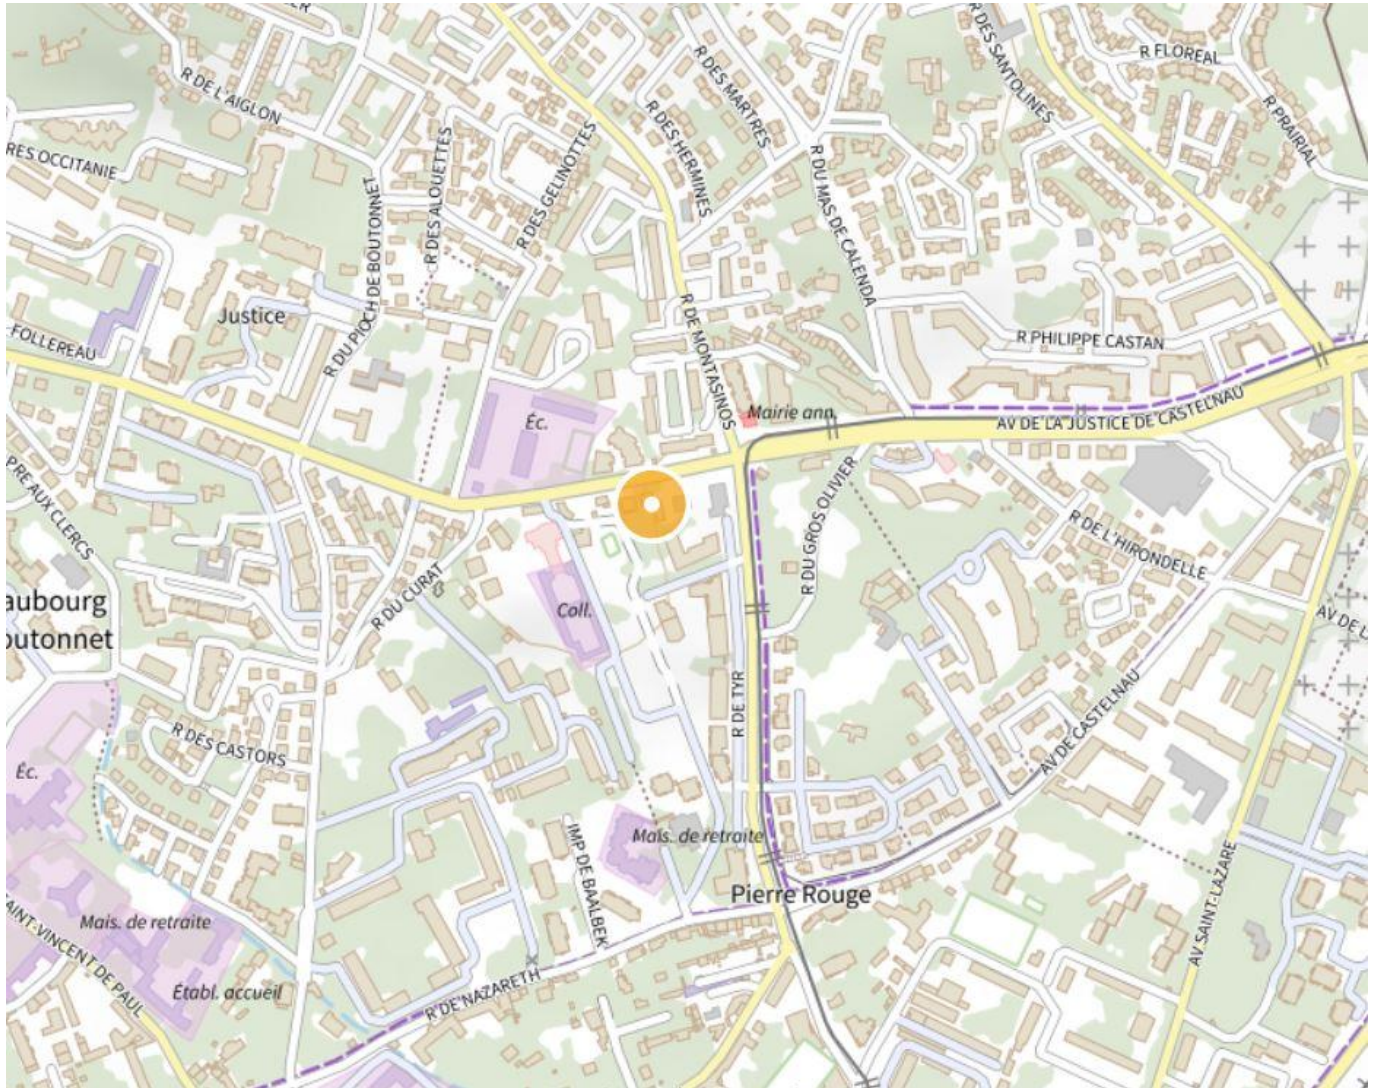 ER
R DE L'AIGLON
RES OCCITANIE
R DU PIOCH DE BOUTONNET
R DES ALOUETTES
R DES GELINOTTES
R DES MARTRES
R DES HERMINES
R DU MAS DE CALENDA
R DES SANTOLINES
R FLOREAL
R PRAIRIAL
Justice
FOLLEREAU
R DE MONTASINOS
R PHILIPPE CASTAN
Éc.
Mairie ann.
AV DE LA JUSTICE DE CASTELNAU
PRE AUX CLERCS
R DU GROS OLIVIER
R DE L'HIRONDELLE
aubourg
outonnet
R DU CURAT
Coll.
AV DE L
R DE TYR
AV DE CASTELNAU
R DES CASTORS
Éc.
IMP DE BAALBEK
Mais. de retraite
Pierre Rouge
AV SAINT-LAZARE
Mais. de retraite
AINT-VINCENT DE PAUL
Établ. accueil
R DE NAZARETH